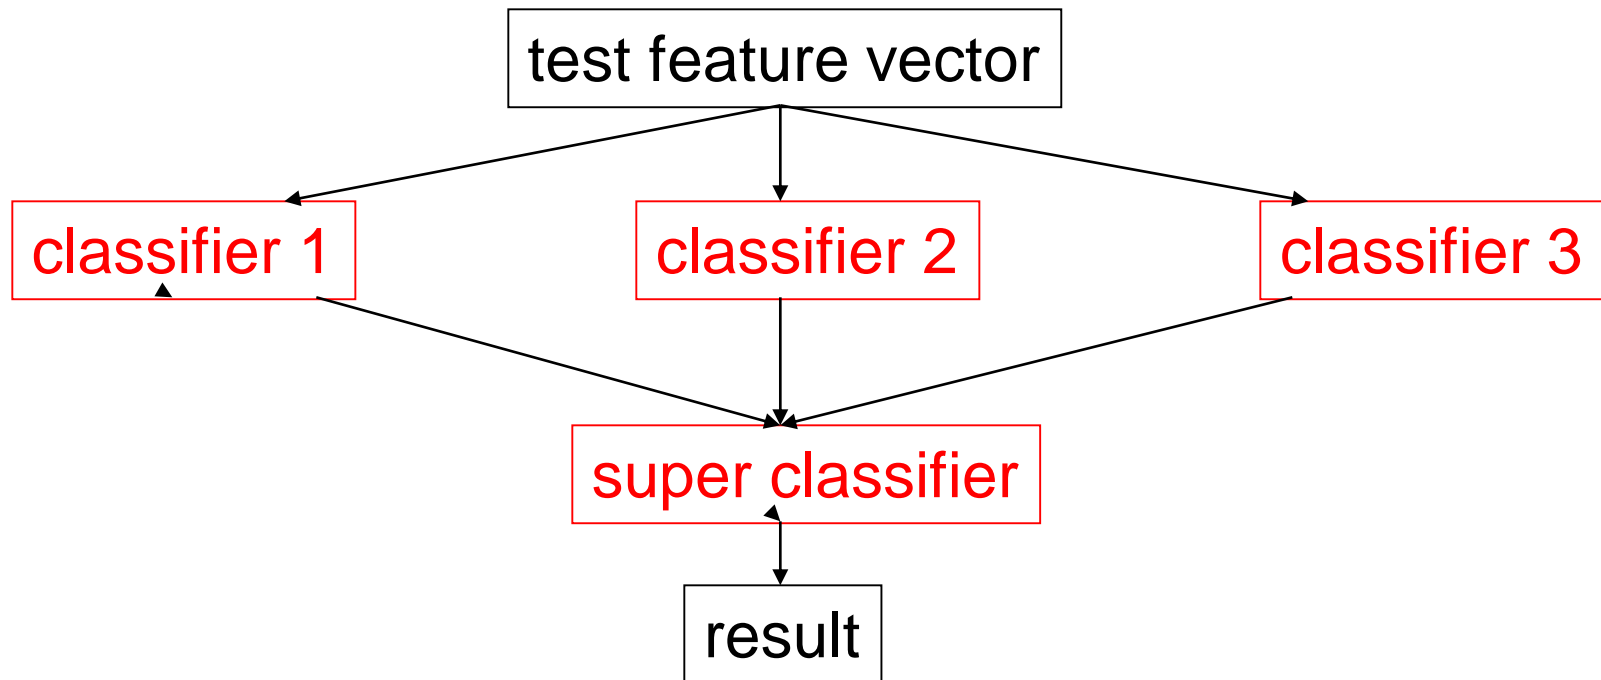 test feature vector
classifier 1
classifier 2
classifier 3
super classifier
result